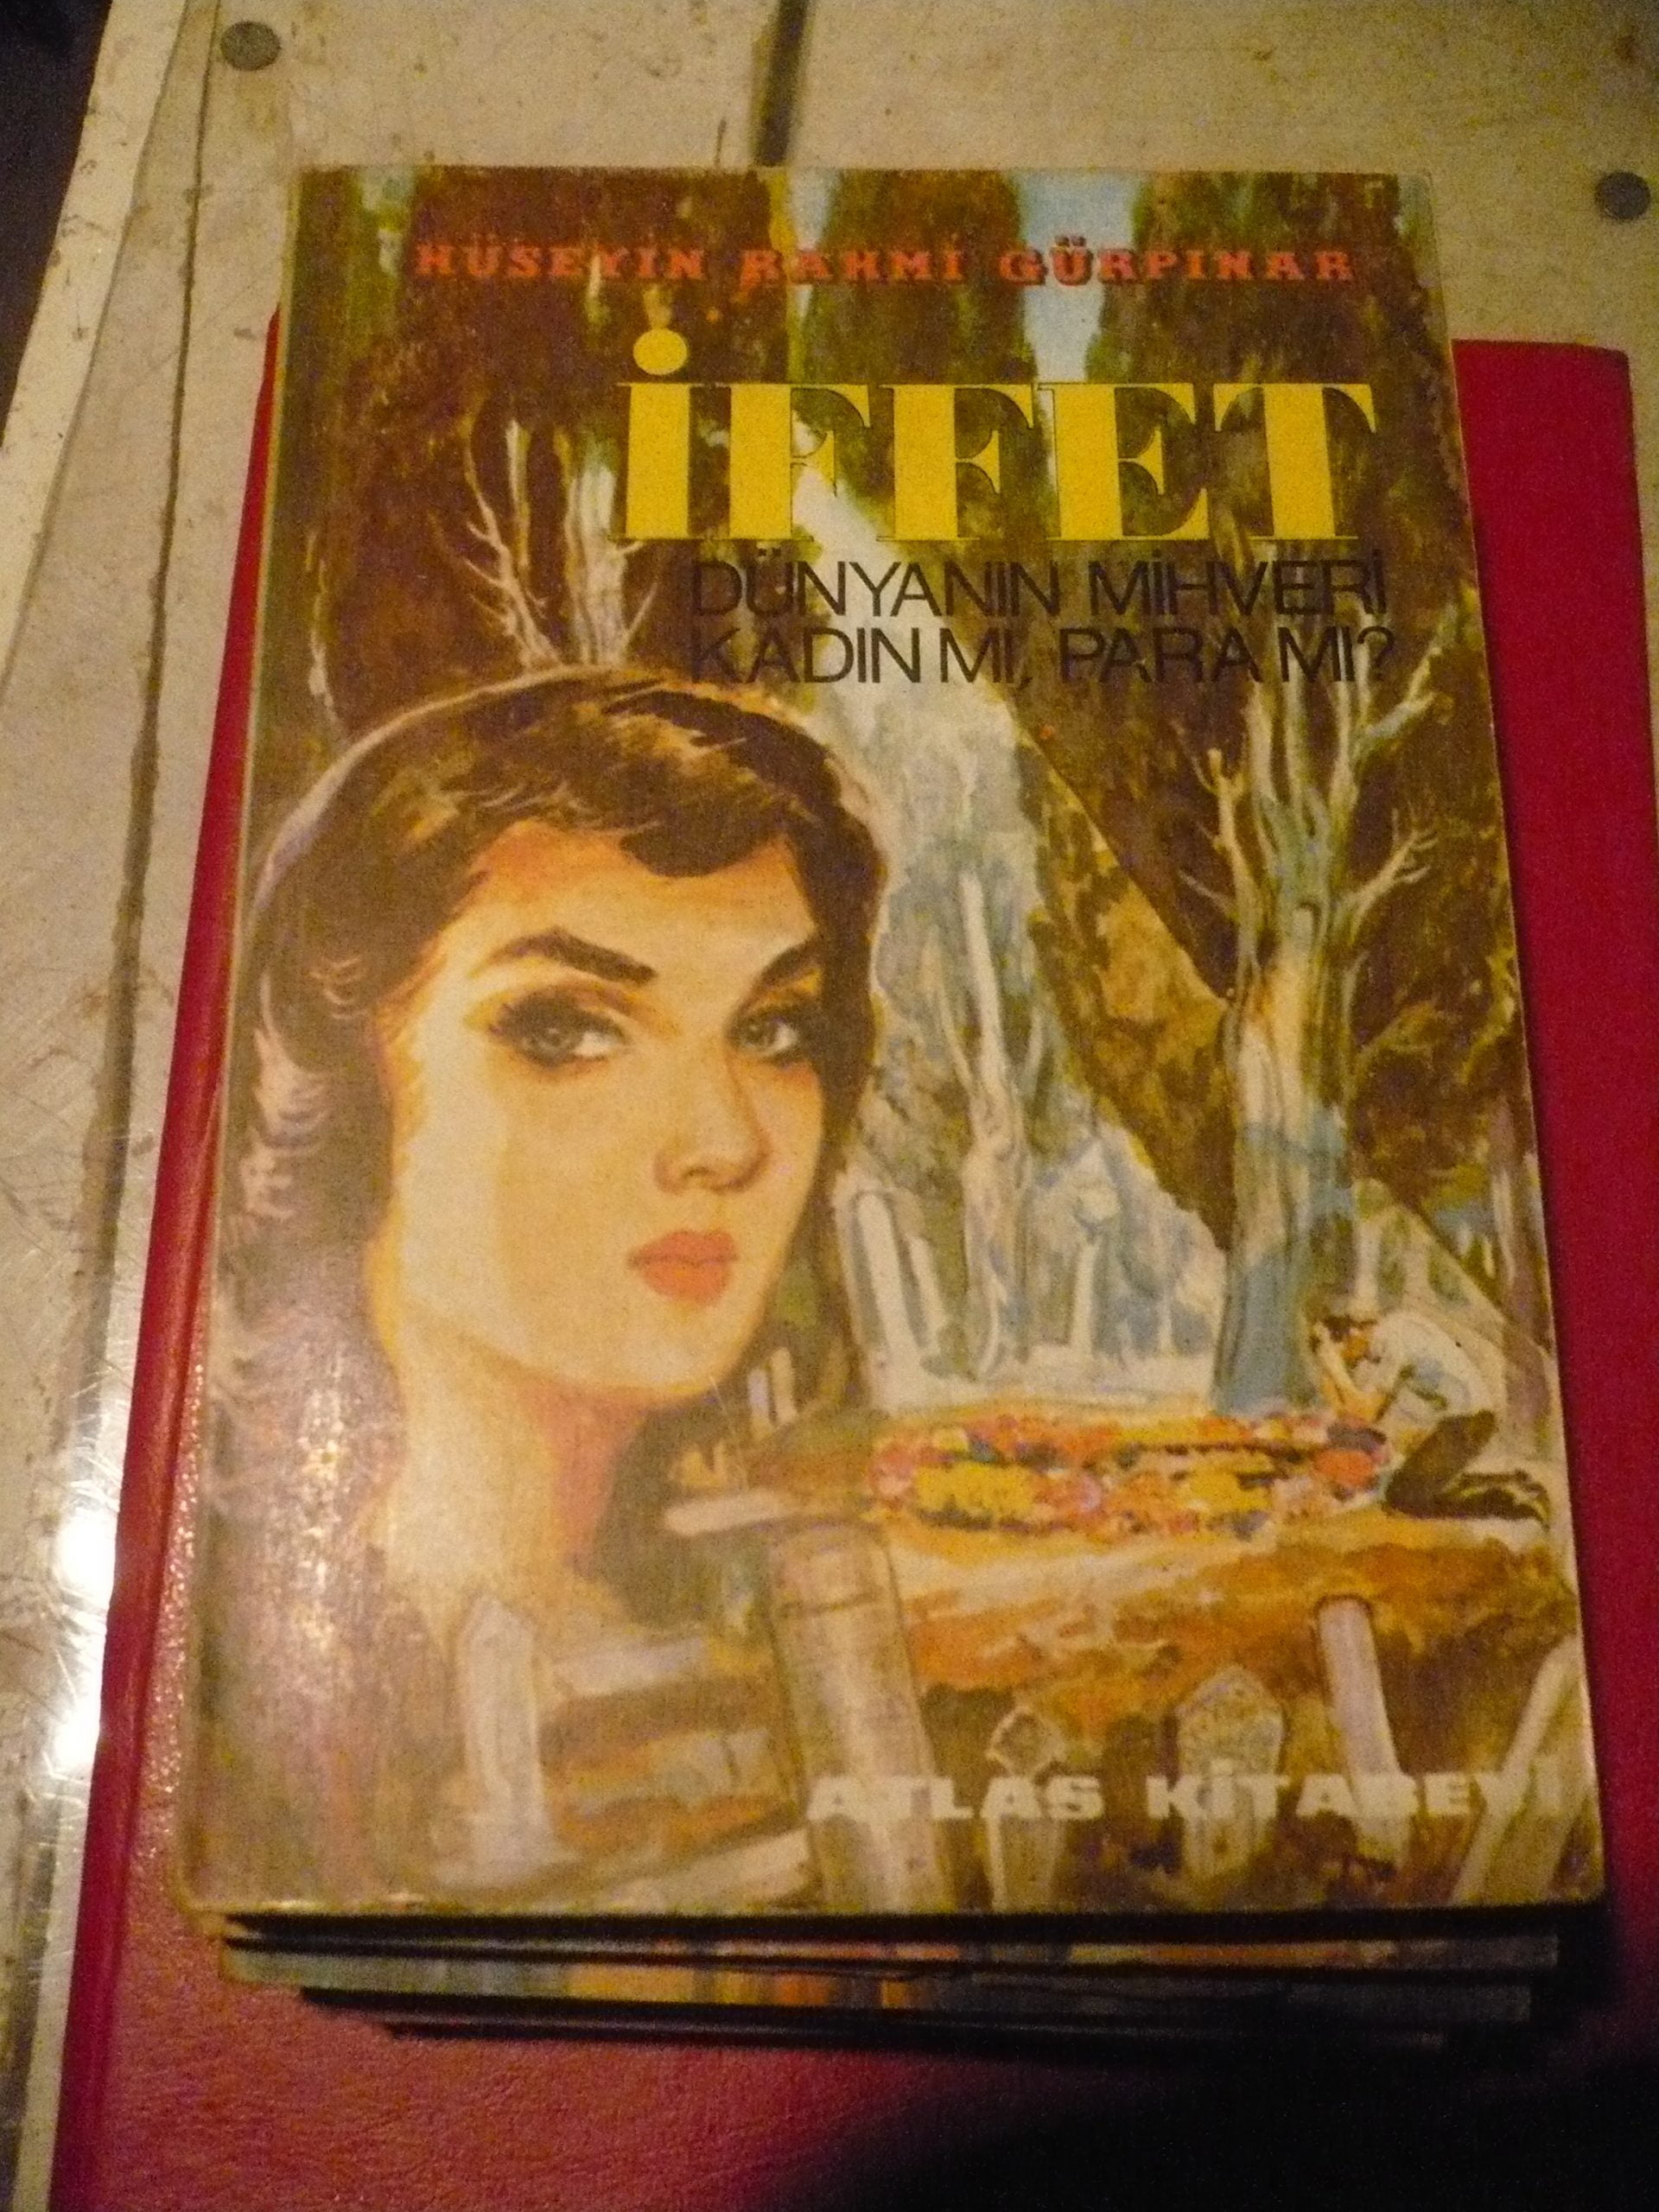 HÜSEYİN RAHMİ GÜRPINAR
İFFET
DÜNYANIN MİHVERİ
KADIN MI, PARA MI?
ATLAS KİTABEVİ